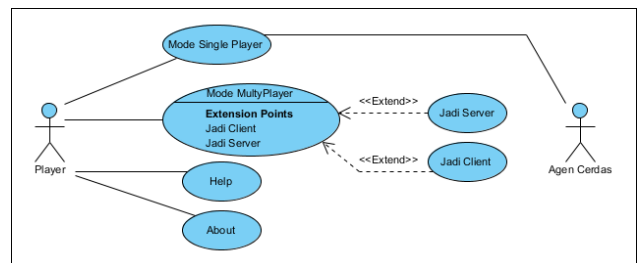 Mode Single Player
Mode MultyPlayer
Extension Points
Jadi Client
Jadi Server
<<Extend>>
Jadi Server
<<Extend>>
Jadi Client
Player
Agen Cerdas
Help
About